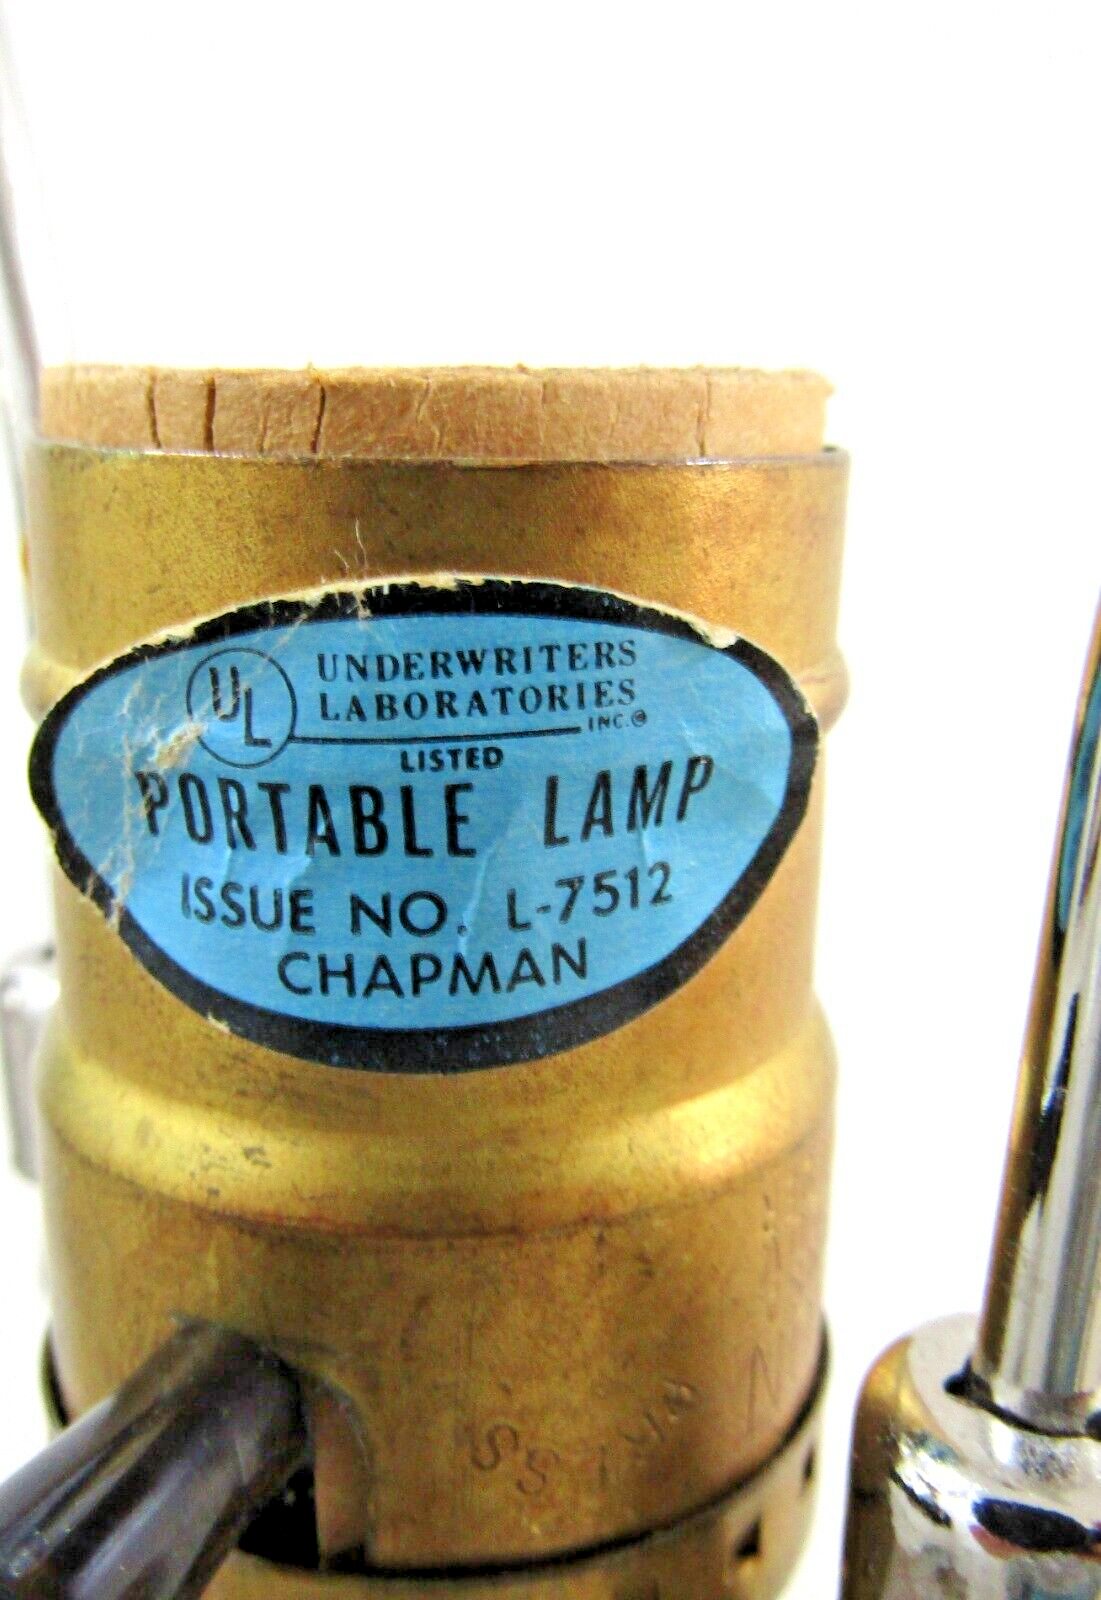 UL
UNDERWRITERS
LABORATORIES
INC.®
LISTED
PORTABLE LAMP
ISSUE NO. L-7512
CHAPMAN